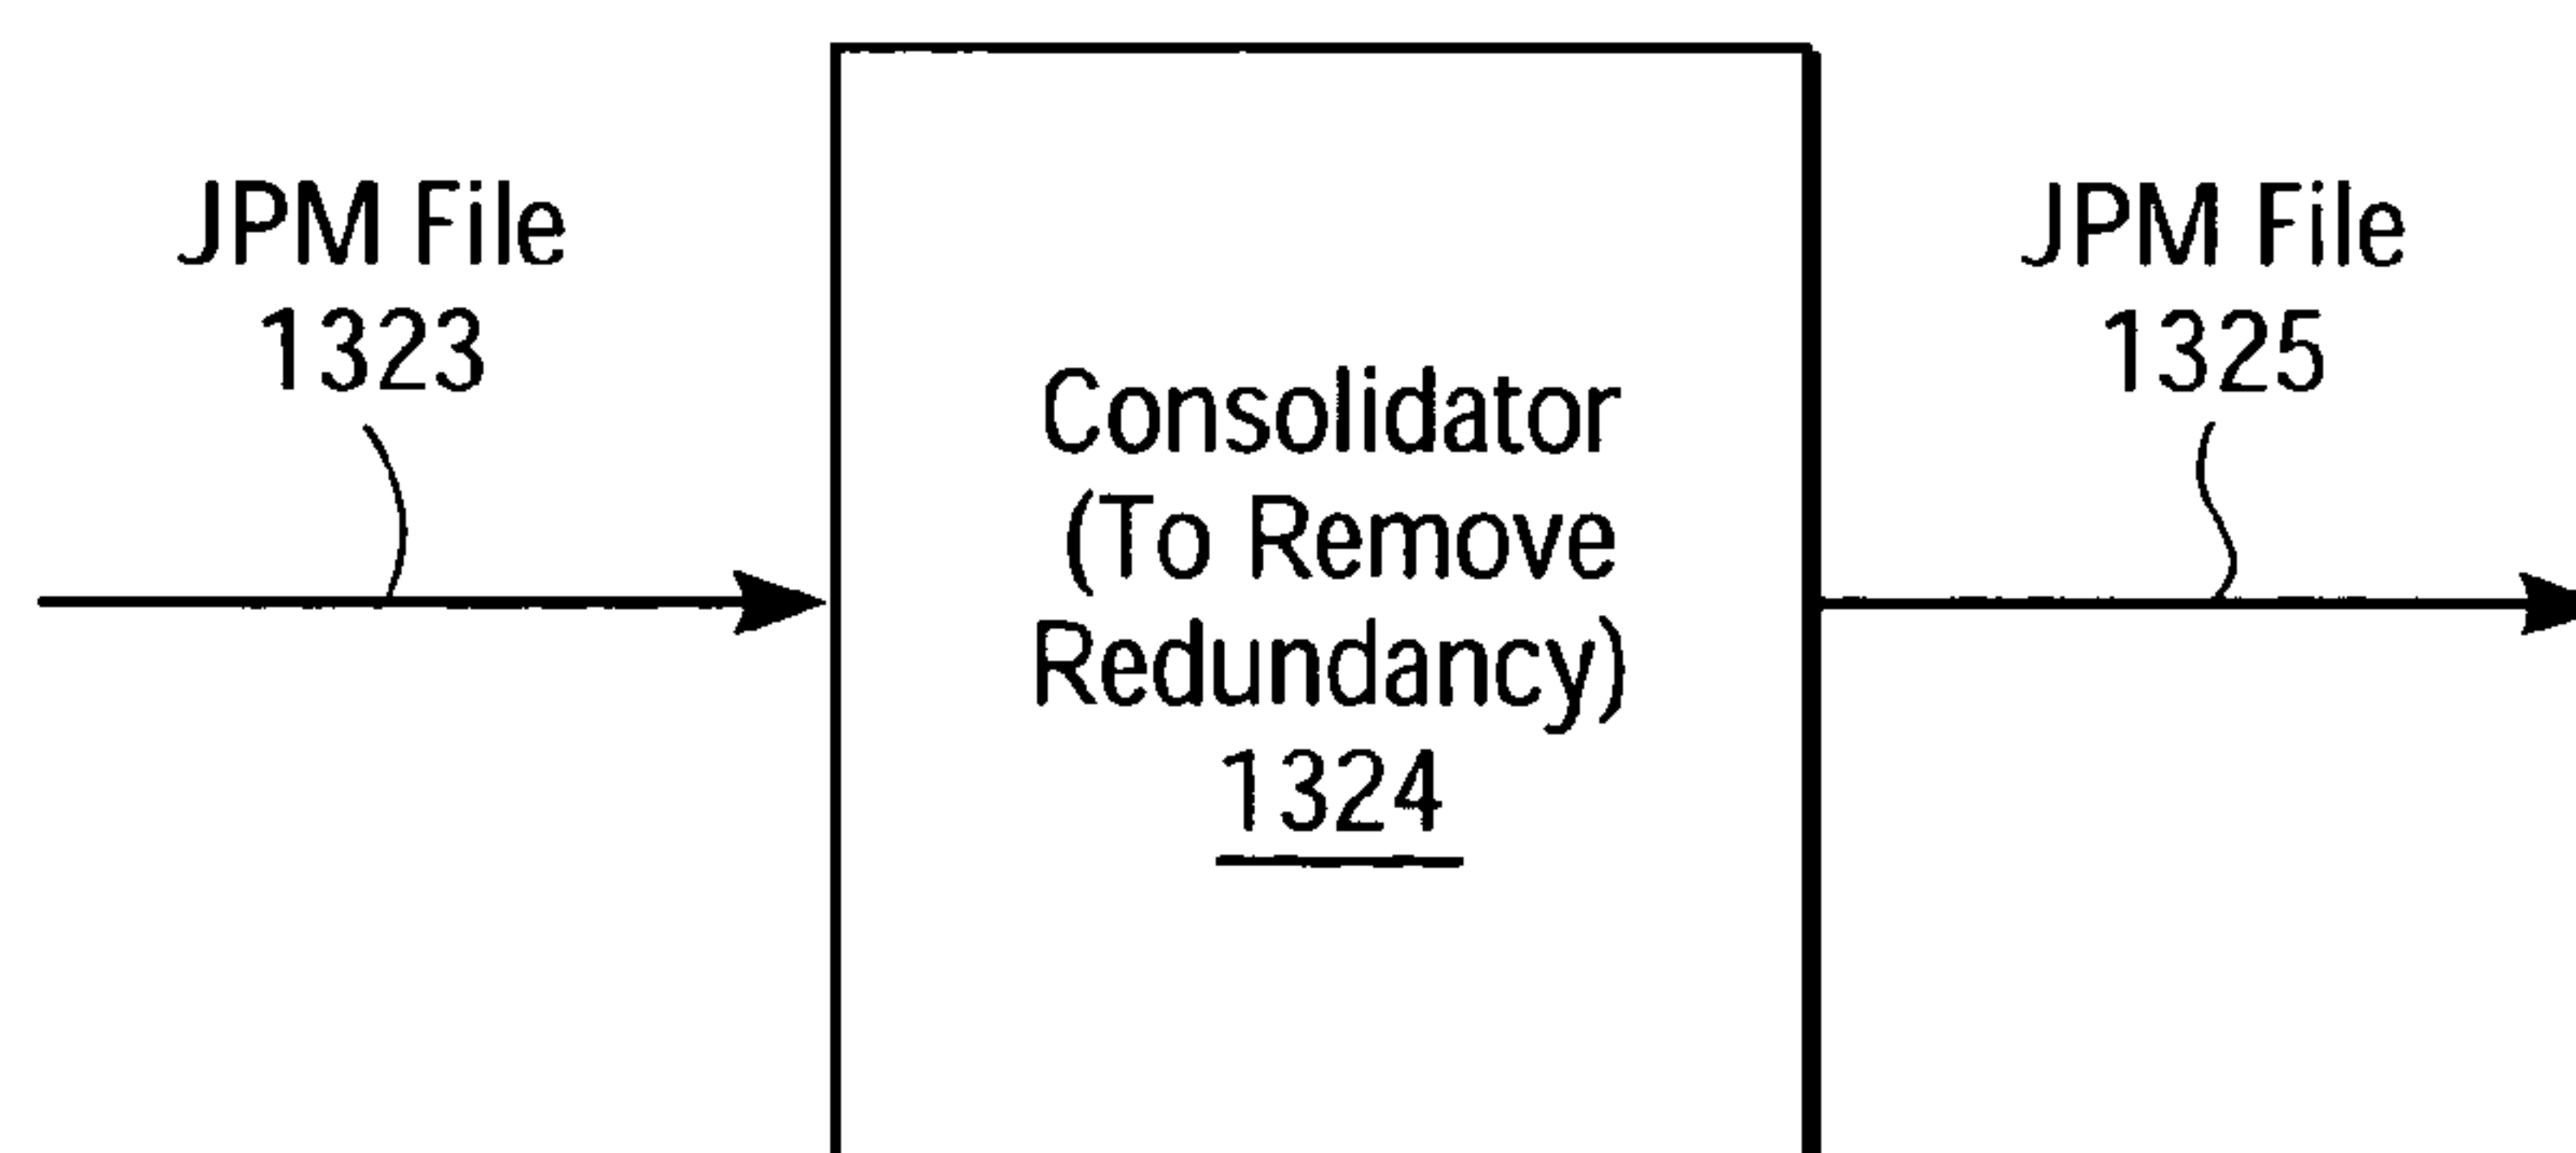 JPM File
1323
Consolidator
(To Remove
Redundancy)
1324
JPM File
1325